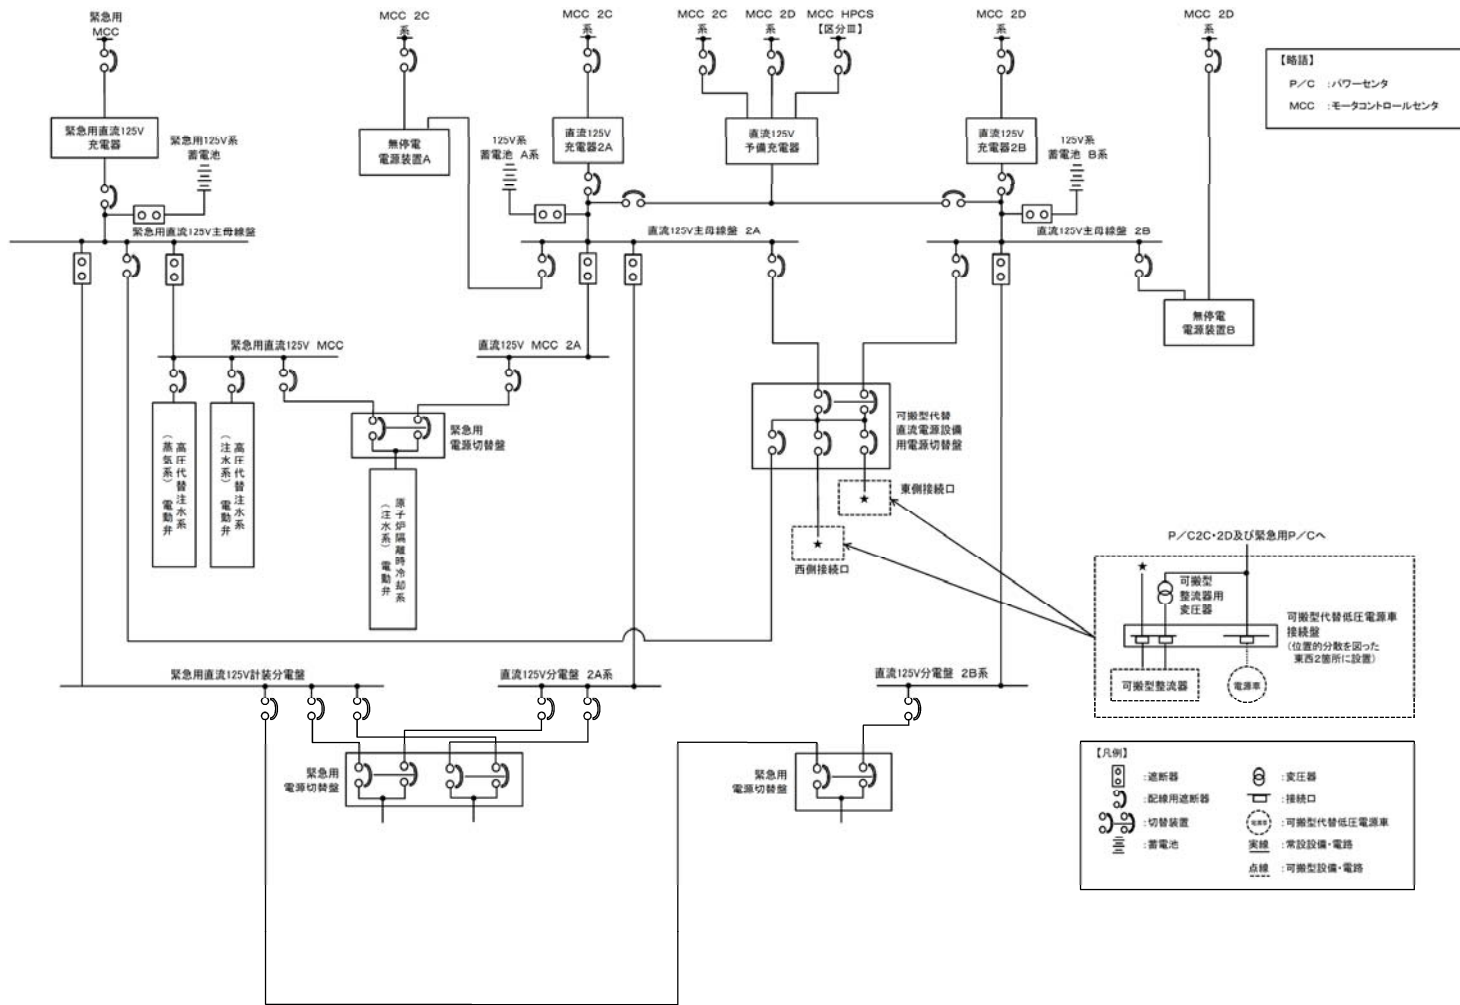 緊急用
MCC
MCC 2C
系
MCC 2C
系
MCC 2C
系
MCC 2D
系
MCC HPCS
【区分Ⅲ】
MCC 2D
系
MCC 2D
系
【略語】
P/C :パワーセンタ
MCC :モータコントロールセンタ
緊急用直流125V
充電器
緊急用125V系
蓄電池
無停電
電源装置A
125V系
蓄電池 A系
直流125V
充電器2A
直流125V
予備充電器
直流125V
充電器2B
125V系
蓄電池 B系
緊急用直流125V主母線盤
直流125V主母線盤 2A
直流125V主母線盤 2B
無停電
電源装置B
緊急用直流125V MCC
直流125V MCC 2A
高圧代替注水系
(蒸気系) 電動弁
高圧代替注水系
(注水系) 電動弁
緊急用
電源切替盤
原子炉隔離時冷却系
(注水系) 電動弁
可搬型代替
直流電源設備
用電源切替盤
東側接続口
★
★
西側接続口
P/C2C・2D及び緊急用P/Cへ
★
可搬型
整流器用
変圧器
可搬型代替低圧電源車
接続盤
(位置的分散を図った
東西2箇所に設置)
可搬型整流器
電源車
緊急用直流125V計装分電盤
直流125V分電盤 2A系
直流125V分電盤 2B系
緊急用
電源切替盤
緊急用
電源切替盤
【凡例】
:遮断器
:配線用遮断器
:切替装置
:蓄電池
:変圧器
:接続口
電源車 :可搬型代替低圧電源車
実線 :常設設備・電路
点線 :可搬型設備・電路